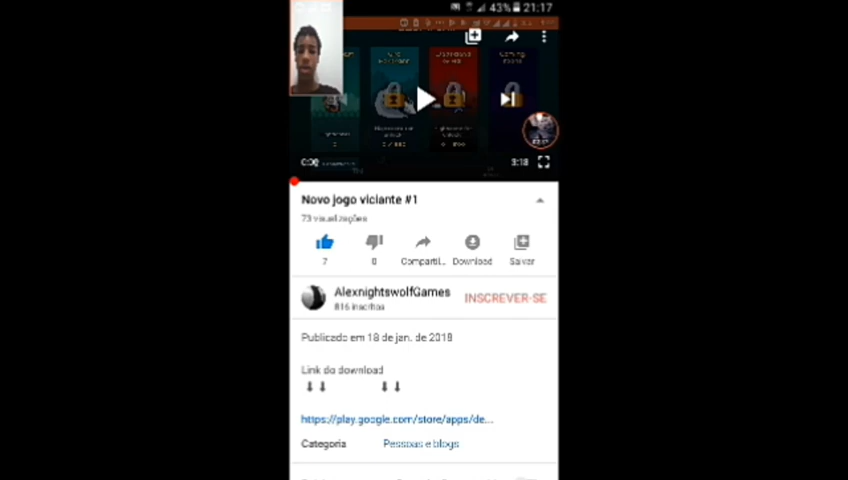 43% 21:17
0:00
3:18
Novo jogo viciante #1
73 visualizações
7 0 Compartil... Download Salvar
AlexnightswolfGames
816 inscritos
INSCREVER-SE
Publicado em 18 de jan. de 2018
Link do download
https://play.google.com/store/apps/de...
Categoria Pessoas e blogs